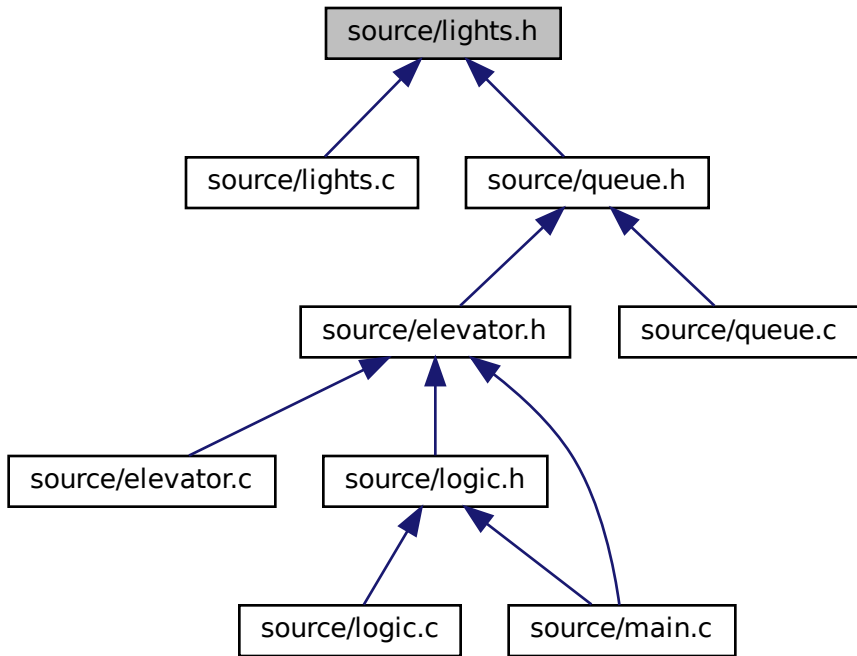 source/lights.h
source/lights.c
source/queue.h
source/elevator.h
source/queue.c
source/elevator.c
source/logic.h
source/logic.c
source/main.c